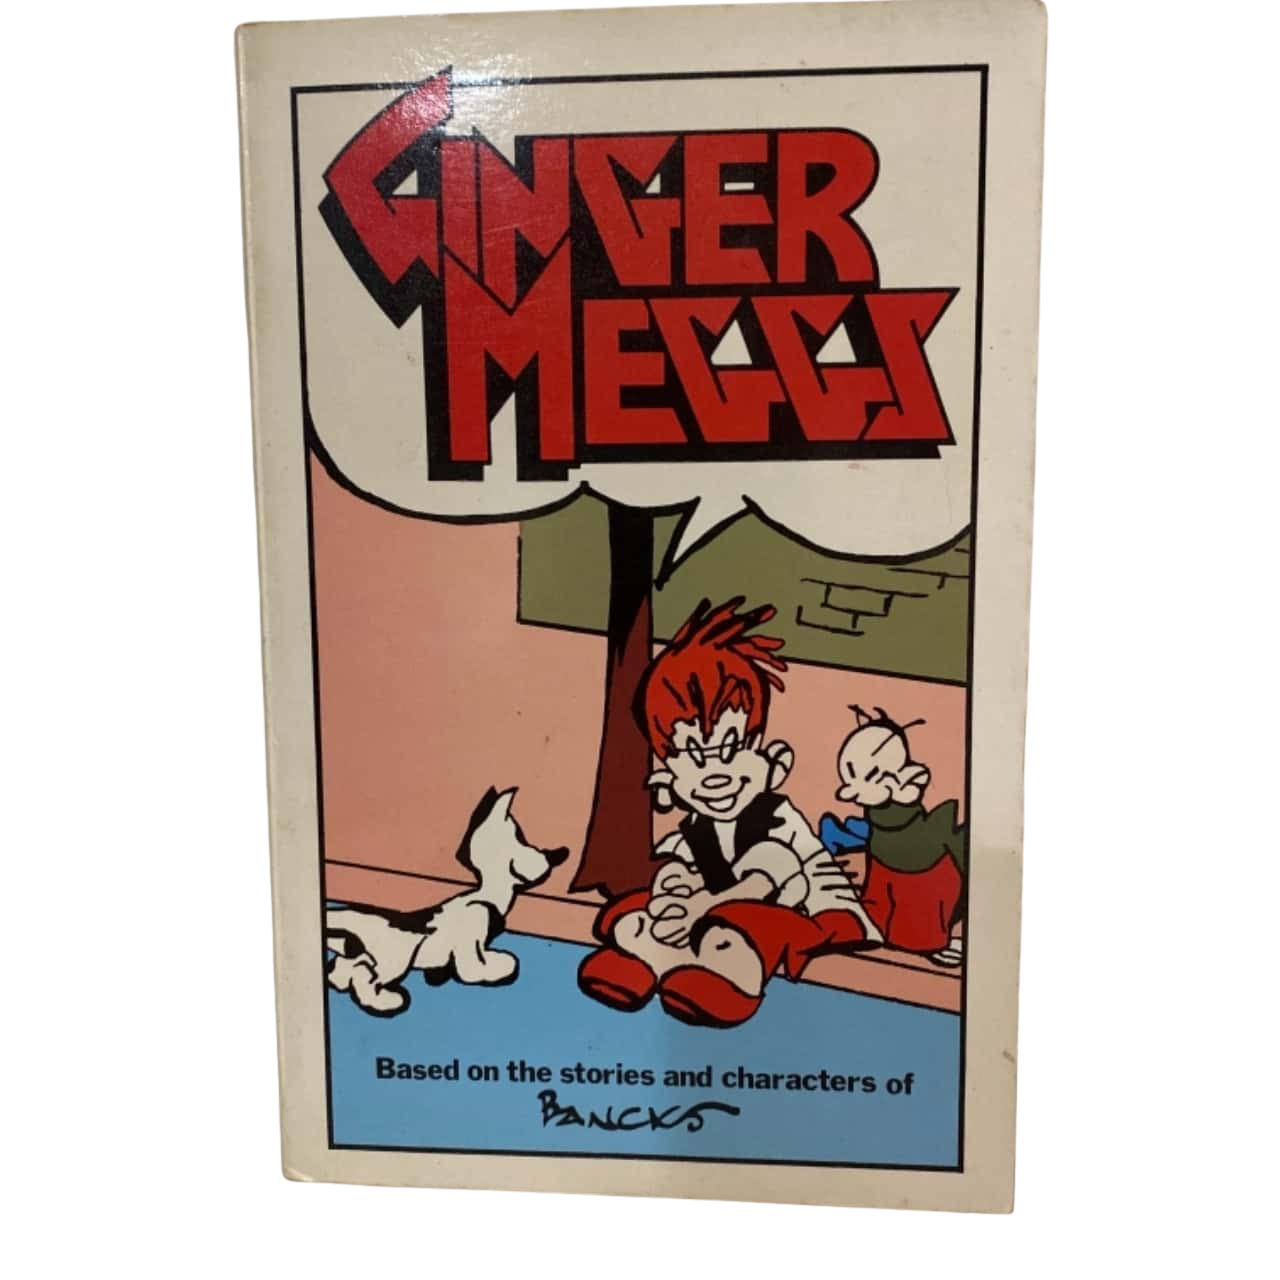 GINGER
MEGGS
Based on the stories and characters of
BANCKS